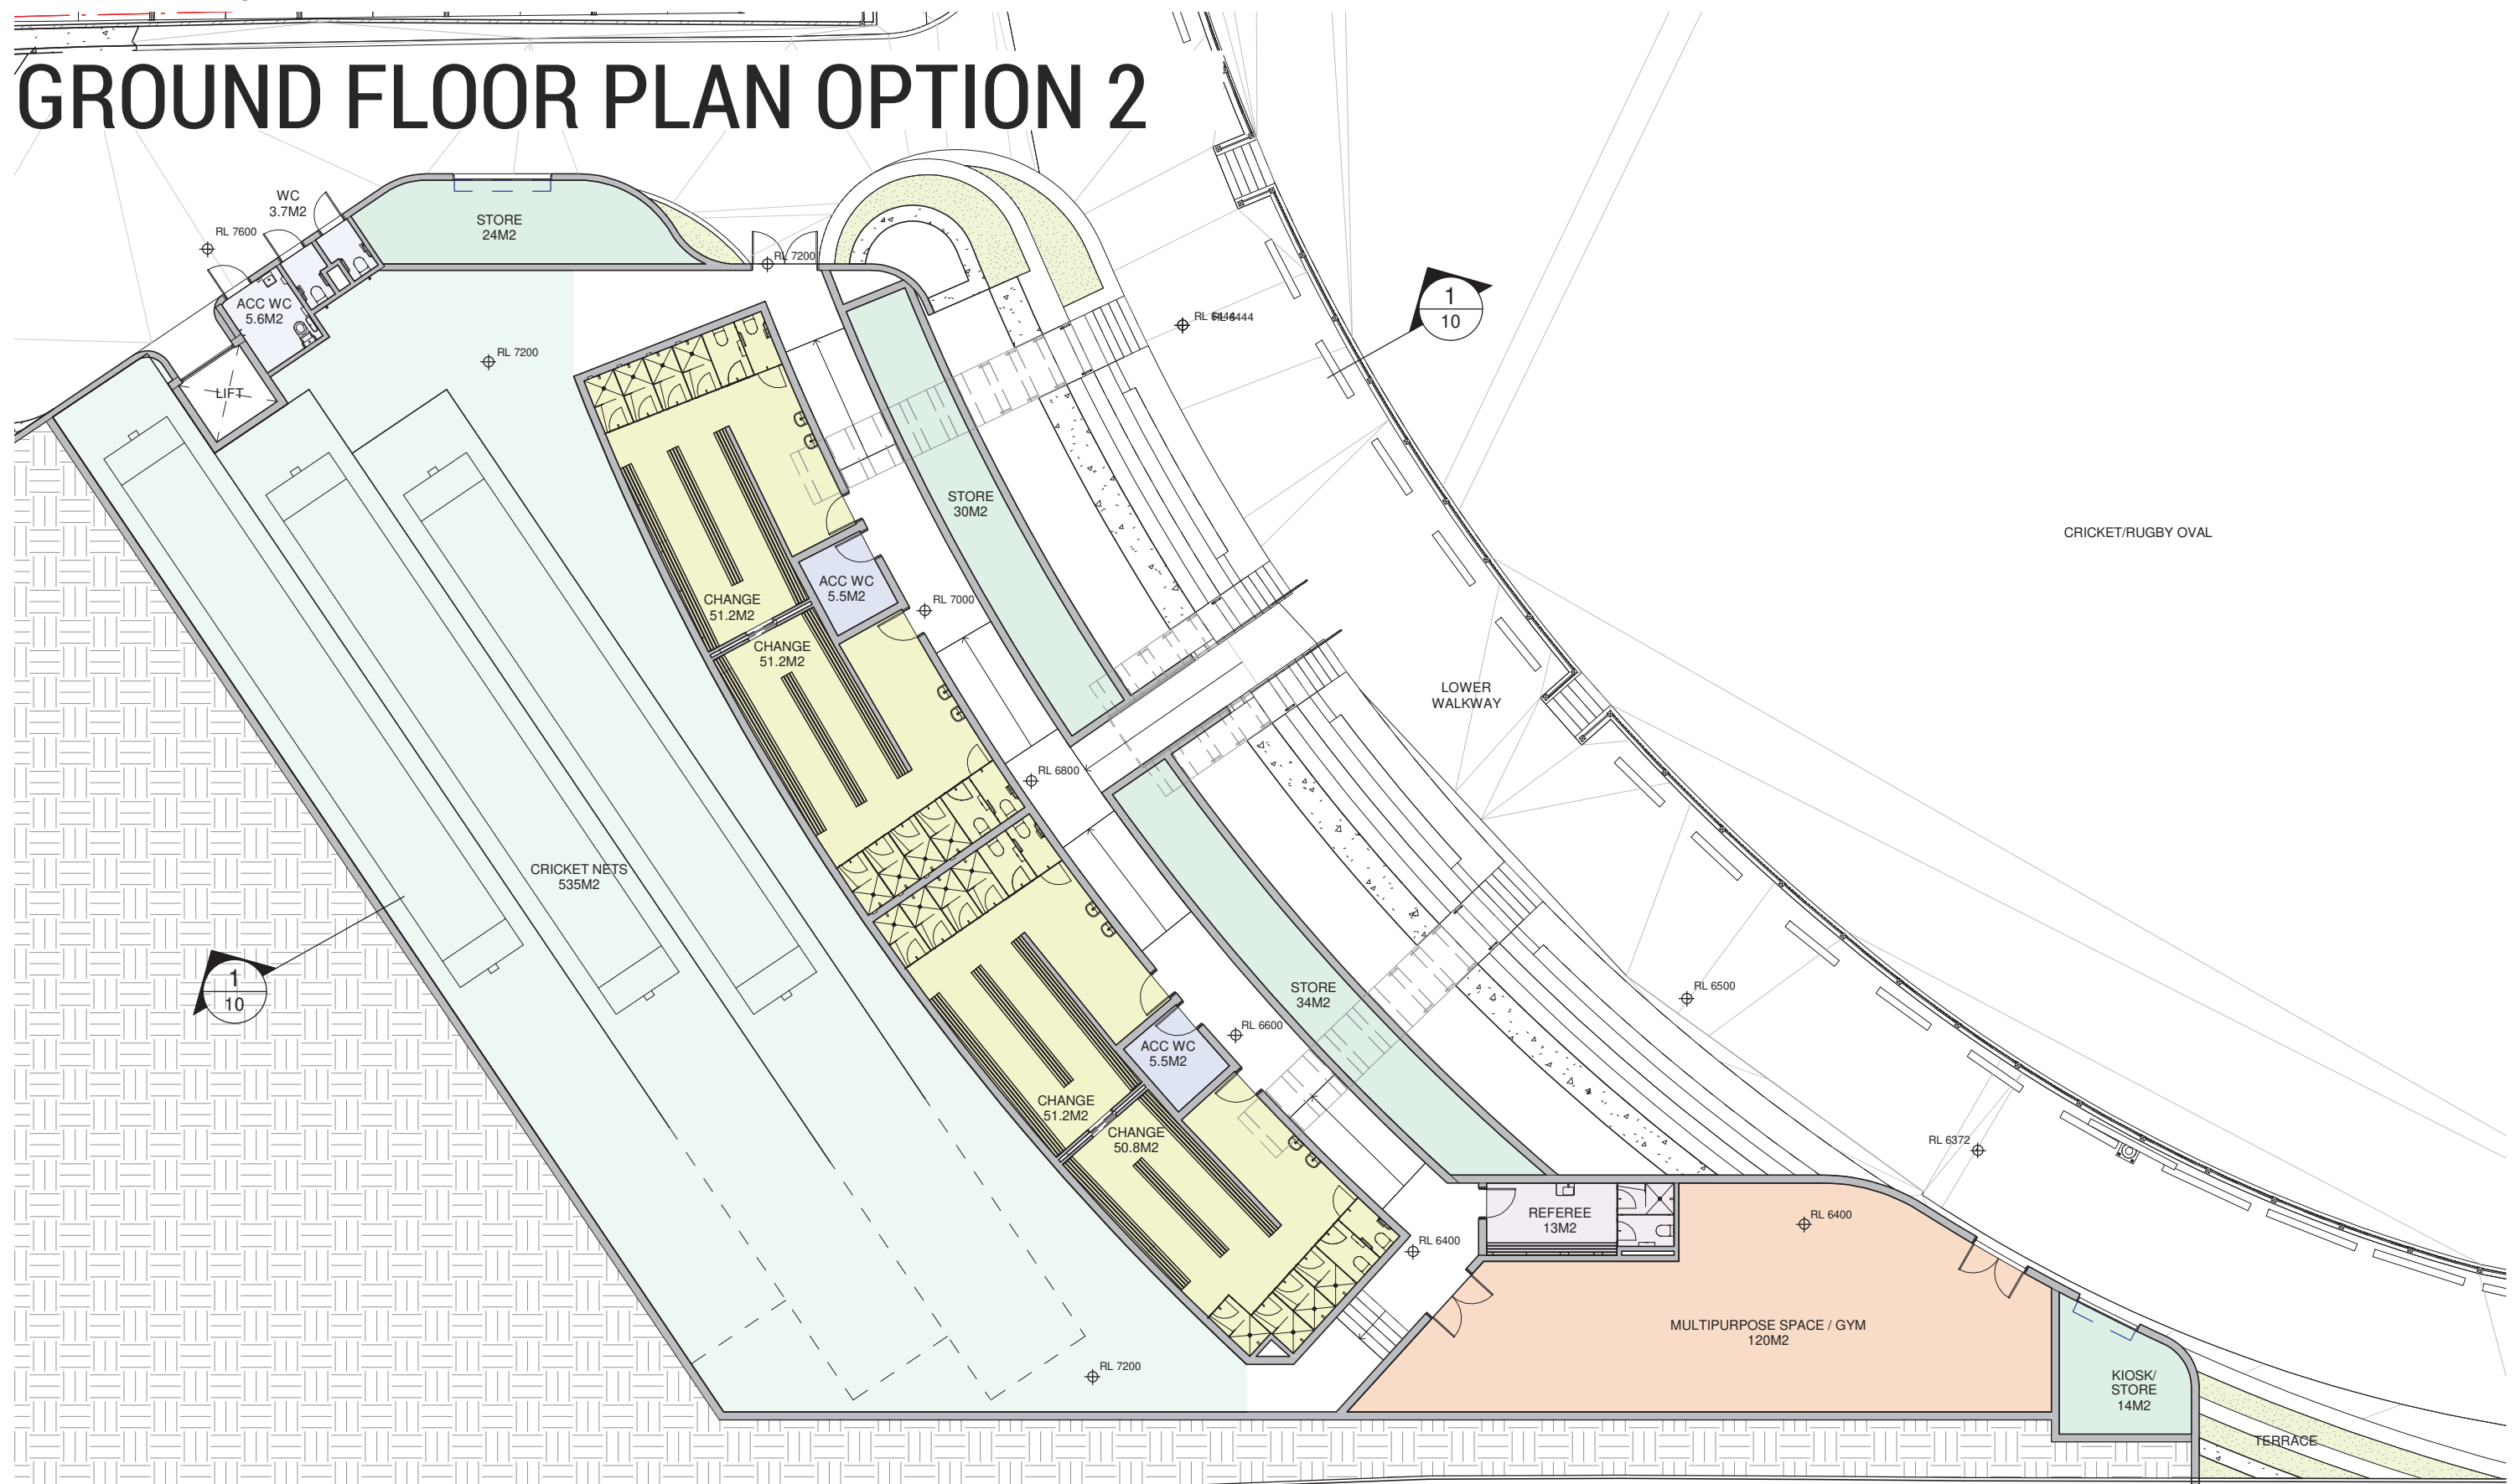 GROUND FLOOR PLAN OPTION 2
WC
3.7M2
STORE
24M2
RL 7600
RL 7200
ACC WC
5.6M2
RL 7200
LIFT
1
10
STORE
30M2
CRICKET/RUGBY OVAL
ACC WC
5.5M2
CHANGE
51.2M2
RL 7000
CHANGE
51.2M2
LOWER
WALKWAY
RL 6800
CRICKET NETS
535M2
1
10
STORE
34M2
RL 6500
RL 6600
ACC WC
5.5M2
CHANGE
51.2M2
CHANGE
50.8M2
RL 6372
REFEREE
13M2
RL 6400
RL 6400
MULTIPURPOSE SPACE / GYM
120M2
RL 7200
KIOSK/
STORE
14M2
TERRACE